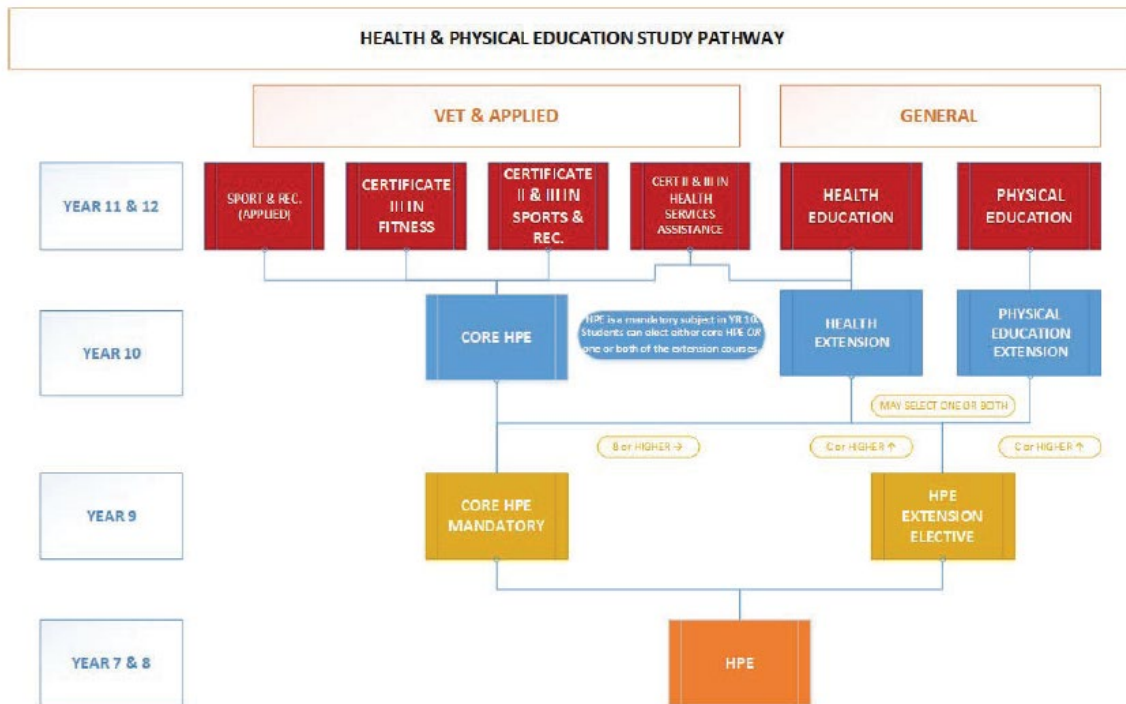 HEALTH & PHYSICAL EDUCATION STUDY PATHWAY
VET & APPLIED
GENERAL
YEAR 11 & 12
SPORT & REC.
(APPLIED)
CERTIFICATE
III IN
FITNESS
CERTIFICATE
II & III IN
SPORTS &
REC.
CERT II & III IN
HEALTH
SERVICES
ASSISTANCE
HEALTH
EDUCATION
PHYSICAL
EDUCATION
YEAR 10
CORE HPE
HPE is a mandatory subject in YR 10.
Students can elect either core HPE OR
one or both of the extension courses.
HEALTH
EXTENSION
PHYSICAL
EDUCATION
EXTENSION
MAY SELECT ONE OR BOTH
B or HIGHER →
C or HIGHER ↑
C or HIGHER ↑
YEAR 9
CORE HPE
MANDATORY
HPE
EXTENSION
ELECTIVE
YEAR 7 & 8
HPE